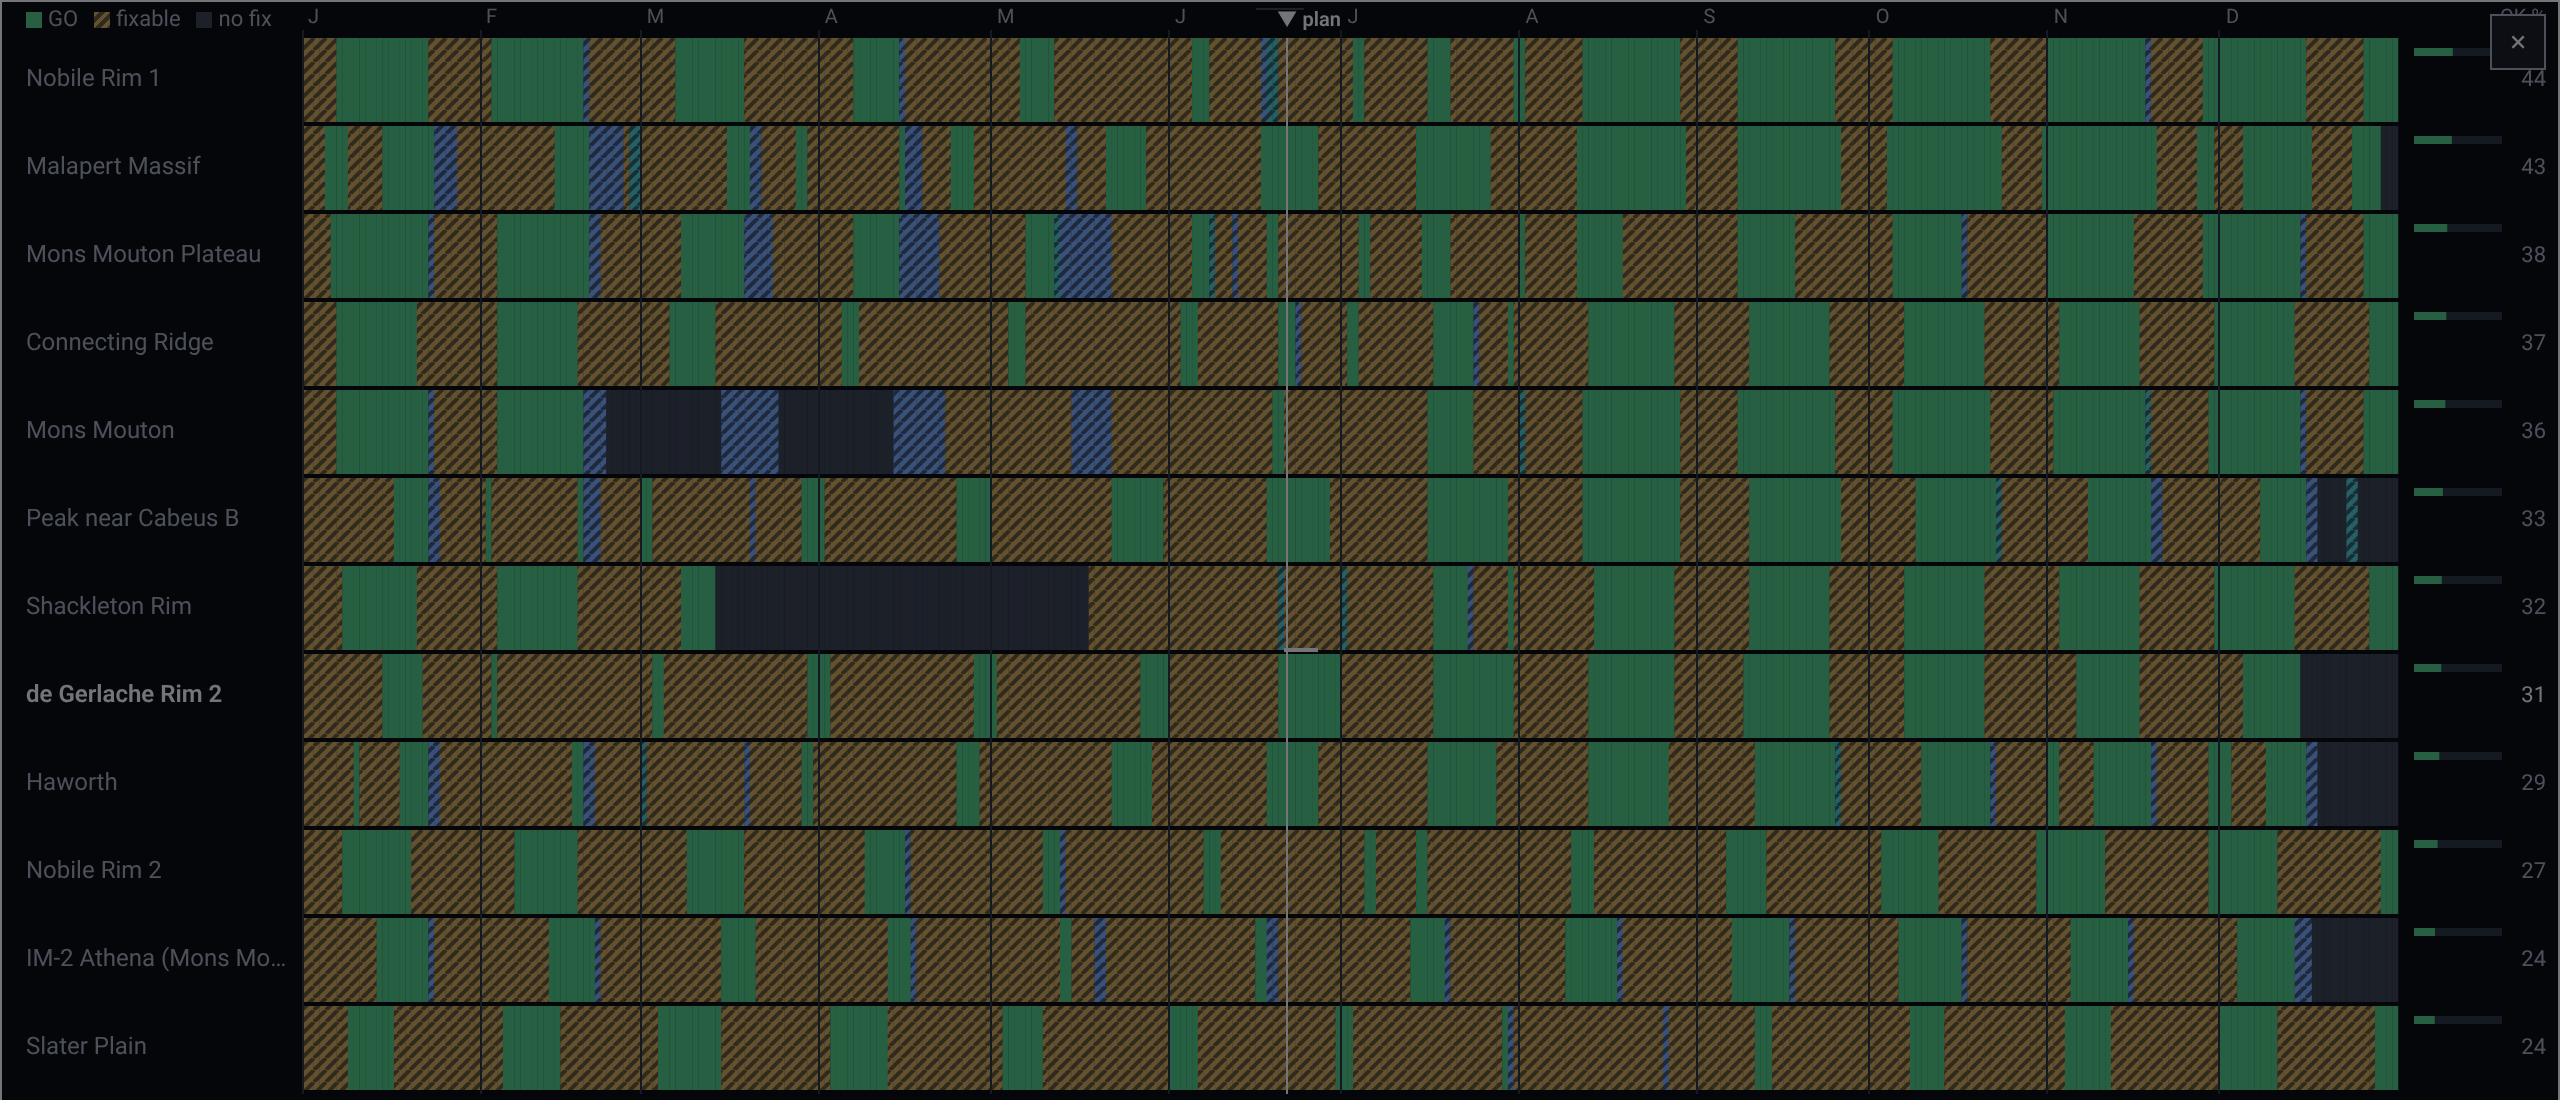 GO fixable no fix J F M A M J plan J A S O N D OK %
×
Nobile Rim 1 44
Malapert Massif 43
Mons Mouton Plateau 38
Connecting Ridge 37
Mons Mouton 36
Peak near Cabeus B 33
Shackleton Rim 32
de Gerlache Rim 2 31
Haworth 29
Nobile Rim 2 27
IM-2 Athena (Mons Mo... 24
Slater Plain 24